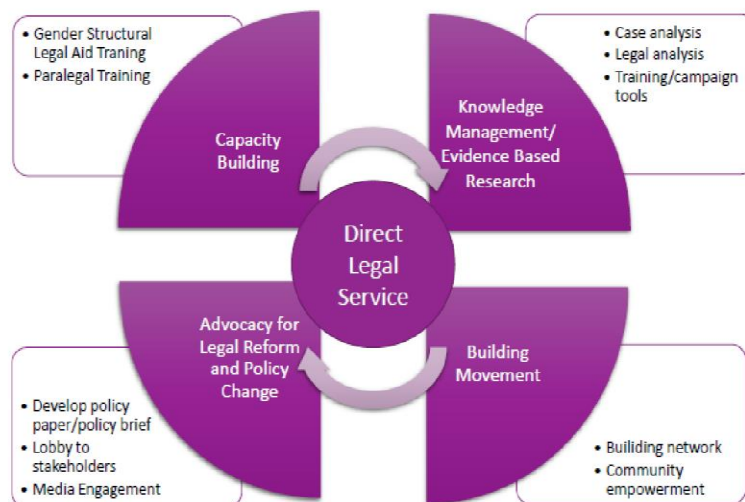 • Gender Structural
Legal Aid Traning
• Paralegal Training
• Case analysis
• Legal analysis
• Training/campaign
tools
Capacity
Building
Knowledge
Management/
Evidence Based
Research
Direct
Legal
Service
Advocacy for
Legal Reform
and Policy
Change
Building
Movement
• Develop policy
paper/policy brief
• Lobby to
stakeholders
• Media Engagement
• Builiding network
• Community
empowerment